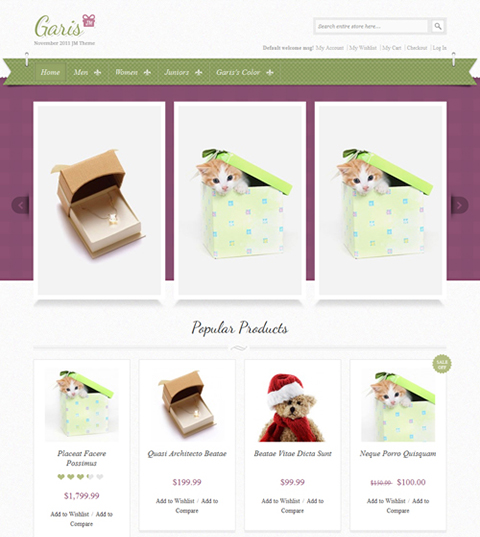 Garis
JM
November 2011 JM Theme
Search entire store here...
Default welcome msg! My Account My Wishlist My Cart Checkout Log In
Home Men Women Juniors Garis's Color
Popular Products
SALE OFF
Placeat Facere Possimus
$1,799.99
Add to Wishlist / Add to Compare
Quasi Architecto Beatae
$199.99
Add to Wishlist / Add to Compare
Beatae Vitae Dicta Sunt
$99.99
Add to Wishlist / Add to Compare
Neque Porro Quisquam
$150.99 $100.00
Add to Wishlist / Add to Compare